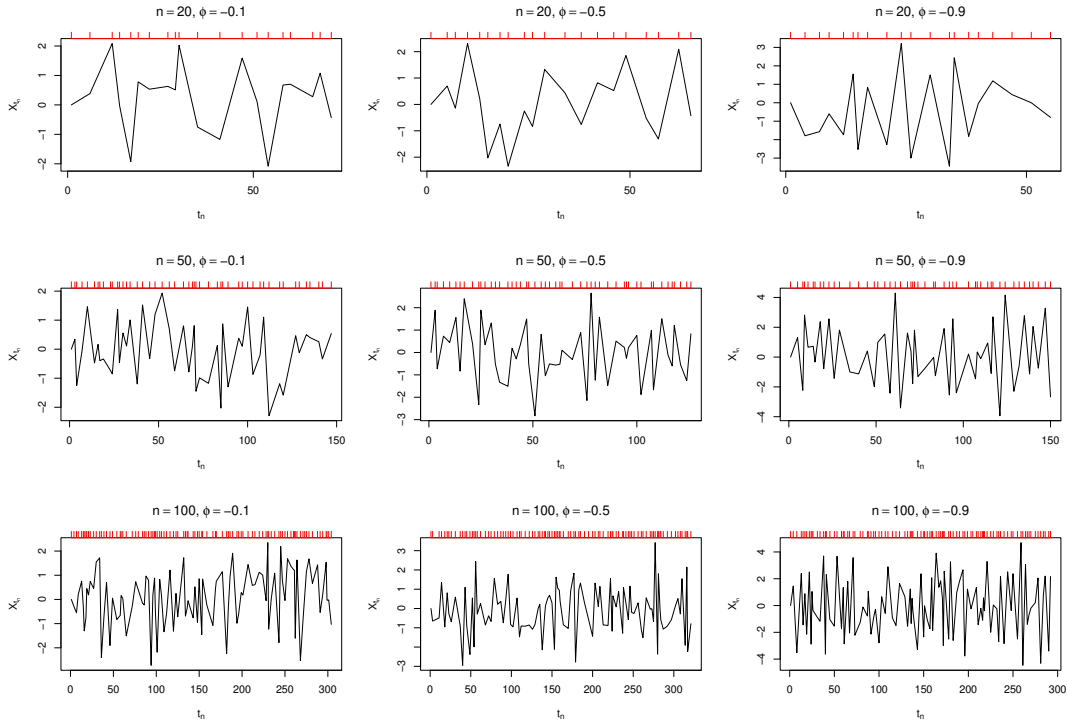 n = 20, ϕ = −0.1
n = 20, ϕ = −0.5
n = 20, ϕ = −0.9
X_{t_n}
−2 −1 0 1 2
0 50
t_n
X_{t_n}
−2 −1 0 1 2
0 50
t_n
X_{t_n}
−3 −1 0 1 2 3
0 50
t_n
n = 50, ϕ = −0.1
n = 50, ϕ = −0.5
n = 50, ϕ = −0.9
X_{t_n}
−2 −1 0 1 2
0 50 100 150
t_n
X_{t_n}
−3 −2 −1 0 1 2
0 50 100
t_n
X_{t_n}
−4 −2 0 2 4
0 50 100 150
t_n
n = 100, ϕ = −0.1
n = 100, ϕ = −0.5
n = 100, ϕ = −0.9
X_{t_n}
−2 −1 0 1 2
0 50 100 150 200 250 300
t_n
X_{t_n}
−3 −1 0 1 2 3
0 50 100 150 200 250 300
t_n
X_{t_n}
−4 −2 0 2 4
0 50 100 150 200 250 300
t_n